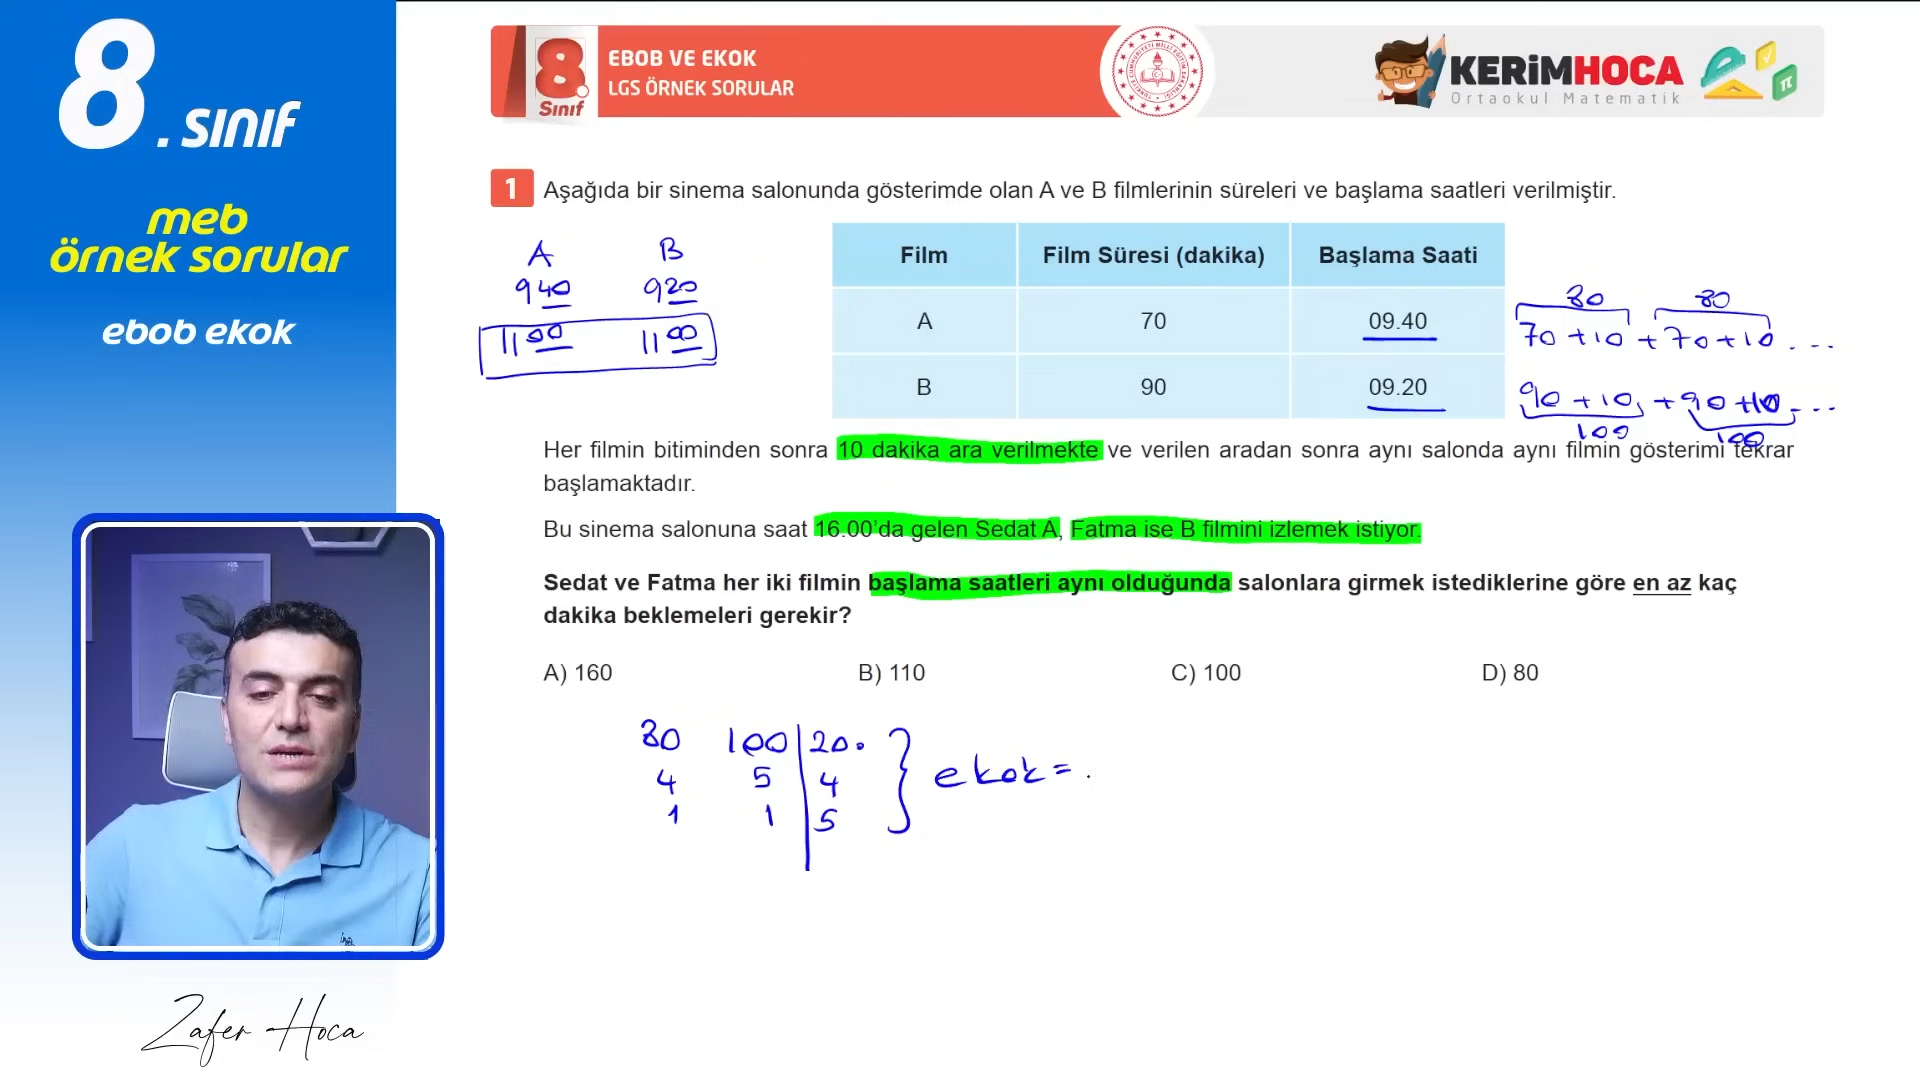 8. sınıf
meb
örnek sorular
ebob ekok
8.
Sınıf
EBOB VE EKOK
LGS ÖRNEK SORULAR
KERİMHOCA
Ortaokul Matematik
1 Aşağıda bir sinema salonunda gösterimde olan A ve B filmlerinin süreleri ve başlama saatleri verilmiştir.
A B
940 920
1100 1100
Film Film Süresi (dakika) Başlama Saati
A 70 09.40
B 90 09.20
80 80
70 +10 + 70 +10 ...
90 +10 + 90 +10 ...
100 100
Her filmin bitiminden sonra 10 dakika ara verilmekte ve verilen aradan sonra aynı salonda aynı filmin gösterimi tekrar
başlamaktadır.
Bu sinema salonuna saat 16.00'da gelen Sedat A, Fatma ise B filmini izlemek istiyor.
Sedat ve Fatma her iki filmin başlama saatleri aynı olduğunda salonlara girmek istediklerine göre en az kaç
dakika beklemeleri gerekir?
A) 160 B) 110 C) 100 D) 80
80 100 | 20.
4 5 | 4
1 1 | 5
} ekok =
Zafer Hoca